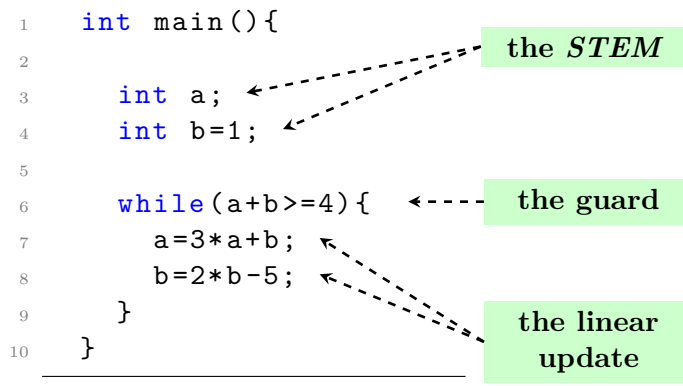 1 int main(){
the STEM
2
3 int a;
4 int b=1;
5
6 while(a+b>=4){
the guard
7 a=3*a+b;
8 b=2*b-5;
9 }
the linear
update
10 }